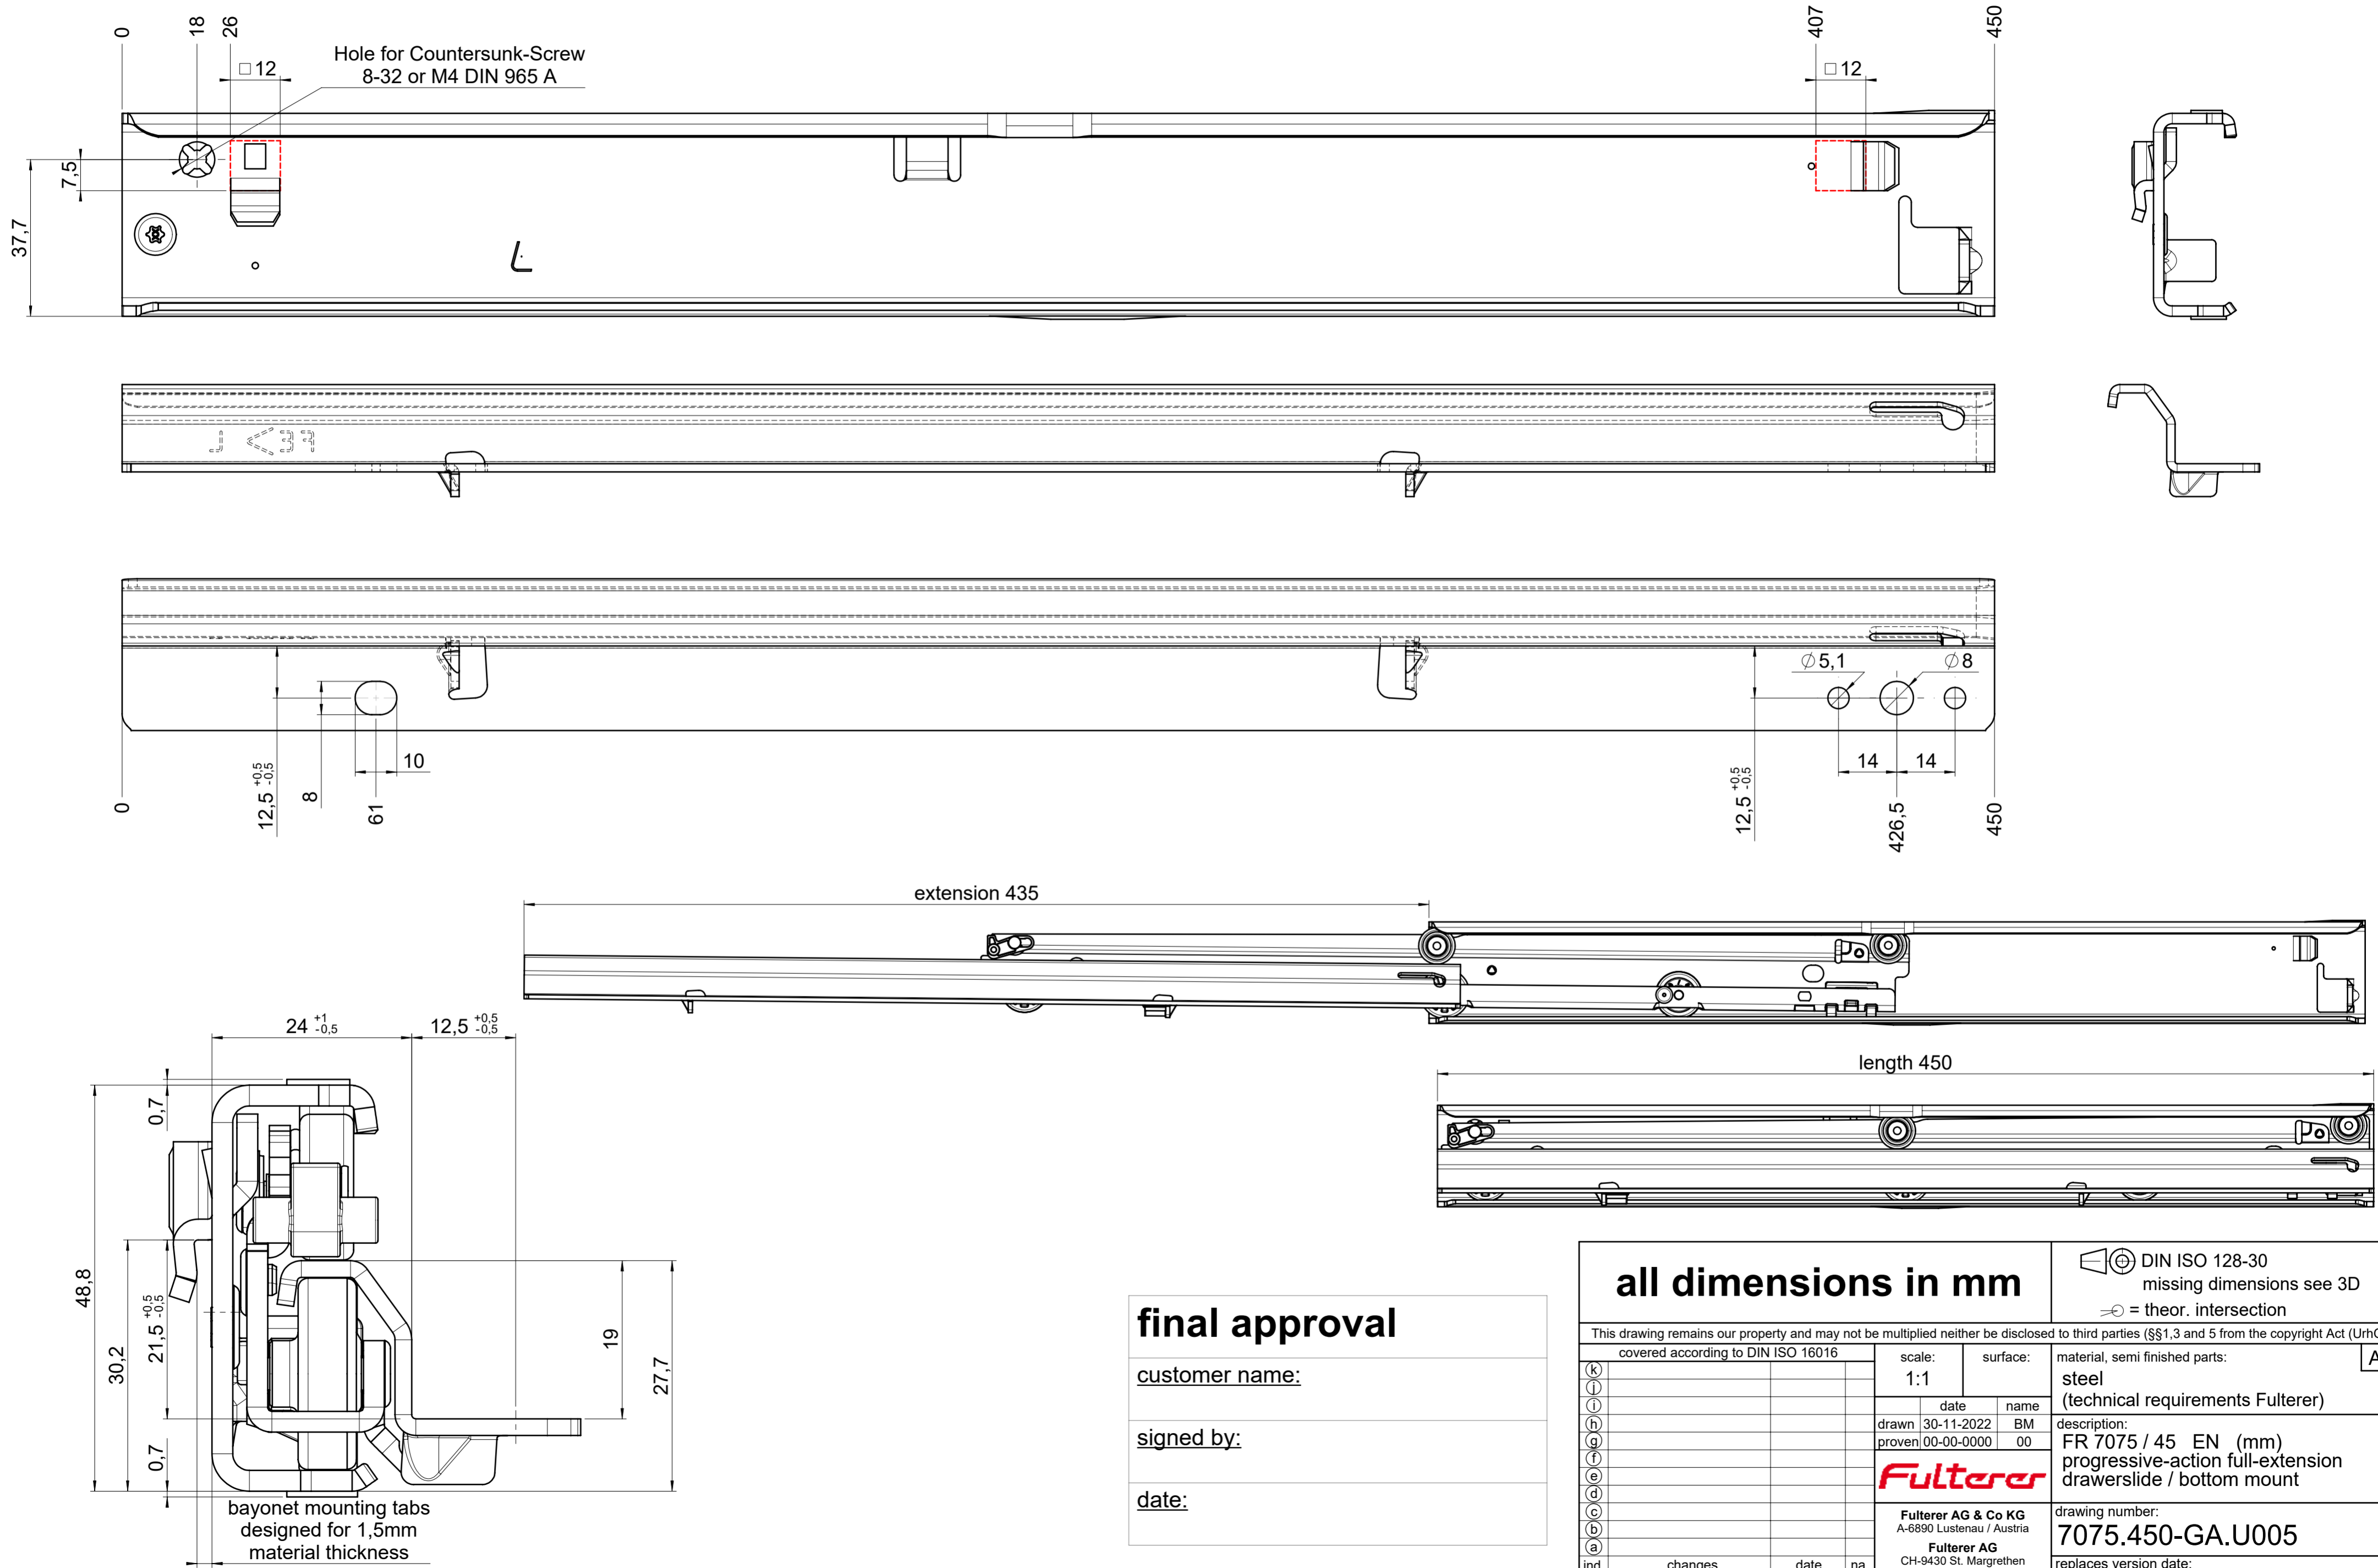 0
18
26
407
450
Hole for Countersunk-Screw
8-32 or M4 DIN 965 A
□ 12
□ 12
7,5
37,7
L
∅ 5,1
∅ 8
10
14
14
12,5 +0,5 -0,5
8
61
12,5 +0,5 -0,5
426,5
0
450
extension 435
length 450
24 +1 -0,5
12,5 +0,5 -0,5
0,7
48,8
30,2
21,5 +0,5 -0,5
0,7
19
27,7
bayonet mounting tabs
designed for 1,5mm
material thickness
final approval
customer name:
signed by:
date:
all dimensions in mm
DIN ISO 128-30
missing dimensions see 3D
= theor. intersection
This drawing remains our property and may not be multiplied neither be disclosed to third parties (§§1,3 and 5 from the copyright Act (UrhG
covered according to DIN ISO 16016
k
j
i
h
g
f
e
d
c
b
a
ind changes date na
scale:
1:1
surface:
date name
drawn 30-11-2022 BM
proven 00-00-0000 00
Fulterer
Fulterer AG & Co KG
A-6890 Lustenau / Austria
Fulterer AG
CH-9430 St. Margrethen
material, semi finished parts:
A
steel
(technical requirements Fulterer)
description:
FR 7075 / 45 EN (mm)
progressive-action full-extension
drawerslide / bottom mount
drawing number:
7075.450-GA.U005
replaces version date: